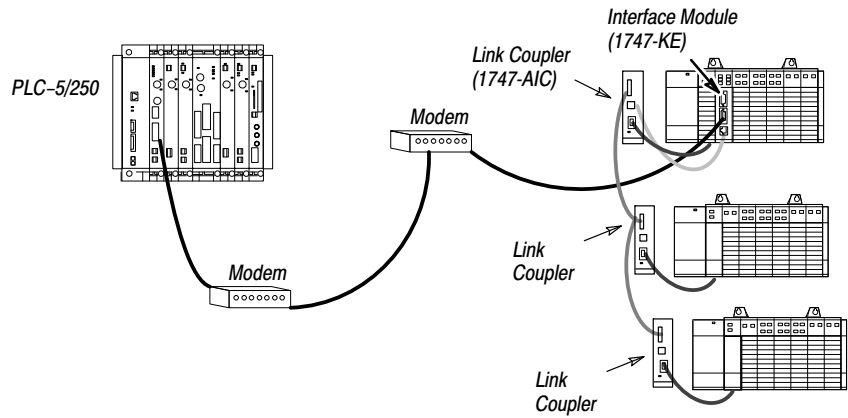 Interface Module
(1747-KE)
Link Coupler
(1747-AIC)
PLC–5/250
Modem
Link
Coupler
Modem
Link
Coupler